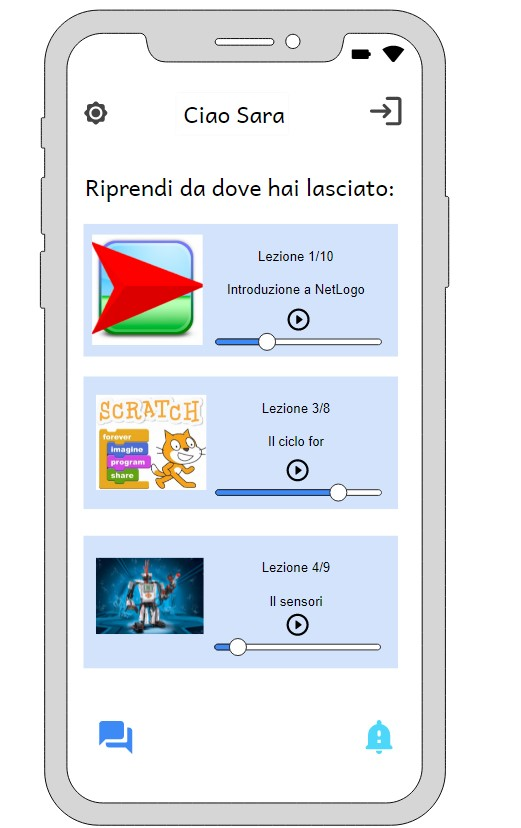 Ciao Sara
Riprendi da dove hai lasciato:
Lezione 1/10
Introduzione a NetLogo
SCRATCH
forever
imagine
program
share
Lezione 3/8
Il ciclo for
Lezione 4/9
Il sensori